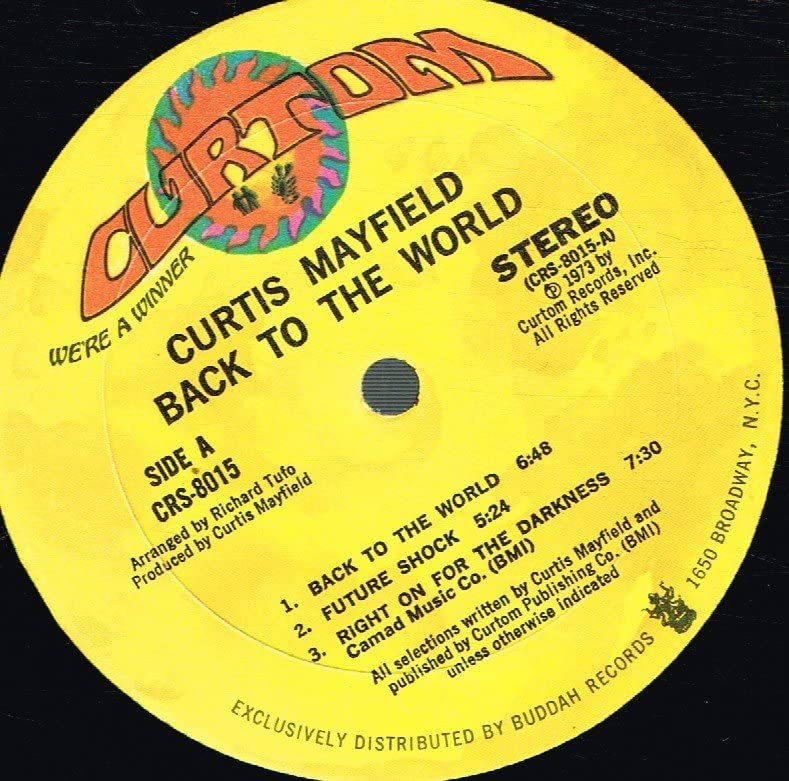 CURTOM
WE'RE A WINNER
CURTIS MAYFIELD
BACK TO THE WORLD
STEREO
(CRS-8015-A)
℗ 1973 by
Curtom Records, Inc.
All Rights Reserved
SIDE A
CRS-8015
Arranged by Richard Tufo
Produced by Curtis Mayfield
1. BACK TO THE WORLD 6:48
2. FUTURE SHOCK 5:24
3. RIGHT ON FOR THE DARKNESS 7:30
Camad Music Co. (BMI)
All selections written by Curtis Mayfield and
published by Curtom Publishing Co. (BMI)
unless otherwise indicated
EXCLUSIVELY DISTRIBUTED BY BUDDAH RECORDS 1650 BROADWAY, N.Y.C.